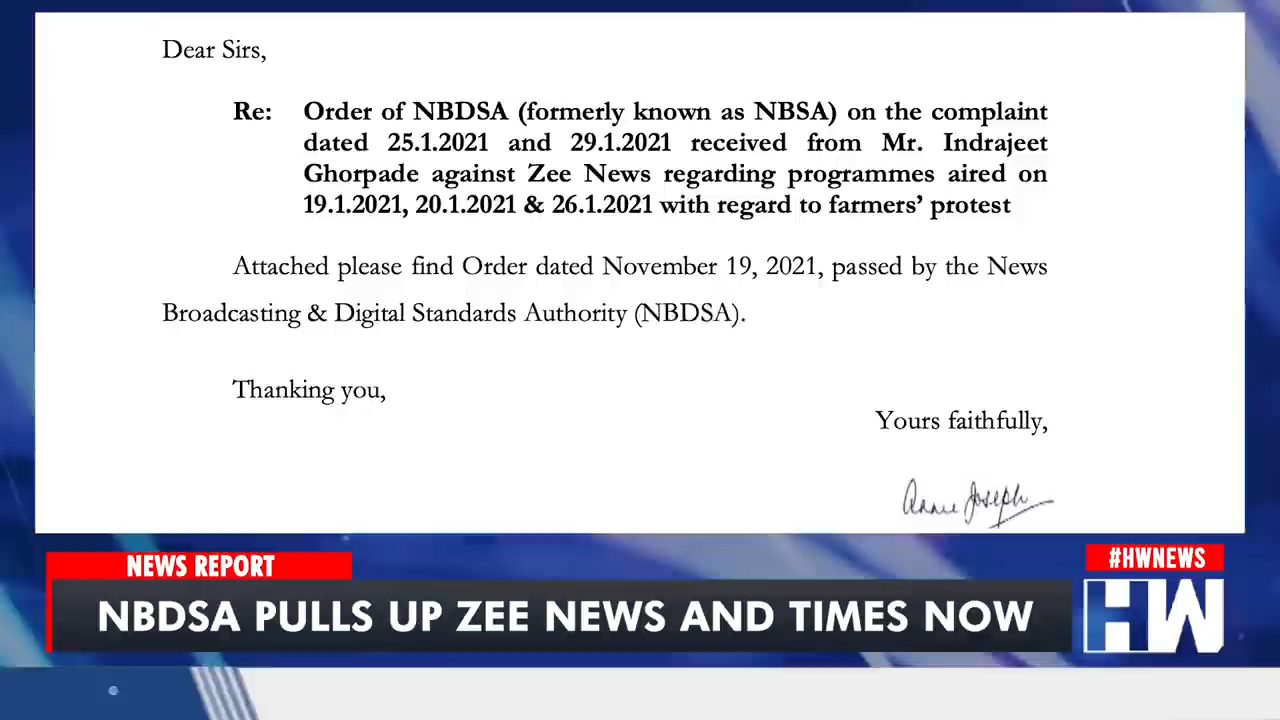 Dear Sirs,
Re: Order of NBDSA (formerly known as NBSA) on the complaint
dated 25.1.2021 and 29.1.2021 received from Mr. Indrajeet
Ghorpade against Zee News regarding programmes aired on
19.1.2021, 20.1.2021 & 26.1.2021 with regard to farmers’ protest
Attached please find Order dated November 19, 2021, passed by the News
Broadcasting & Digital Standards Authority (NBDSA).
Thanking you,
Yours faithfully,
Annie Joseph
NEWS REPORT
NBDSA PULLS UP ZEE NEWS AND TIMES NOW
#HWNEWS
HW